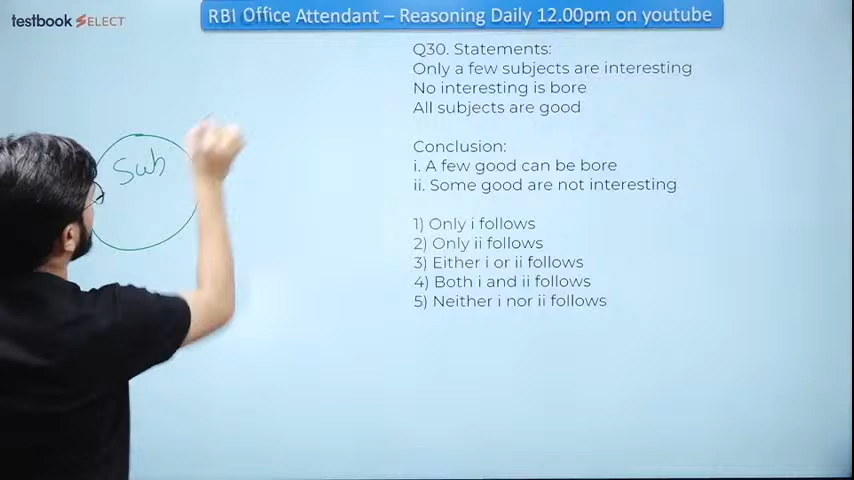 testbook SELECT
RBI Office Attendant – Reasoning Daily 12.00pm on youtube
Q30. Statements:
Only a few subjects are interesting
No interesting is bore
All subjects are good
Conclusion:
i. A few good can be bore
ii. Some good are not interesting
1) Only i follows
2) Only ii follows
3) Either i or ii follows
4) Both i and ii follows
5) Neither i nor ii follows
Sub